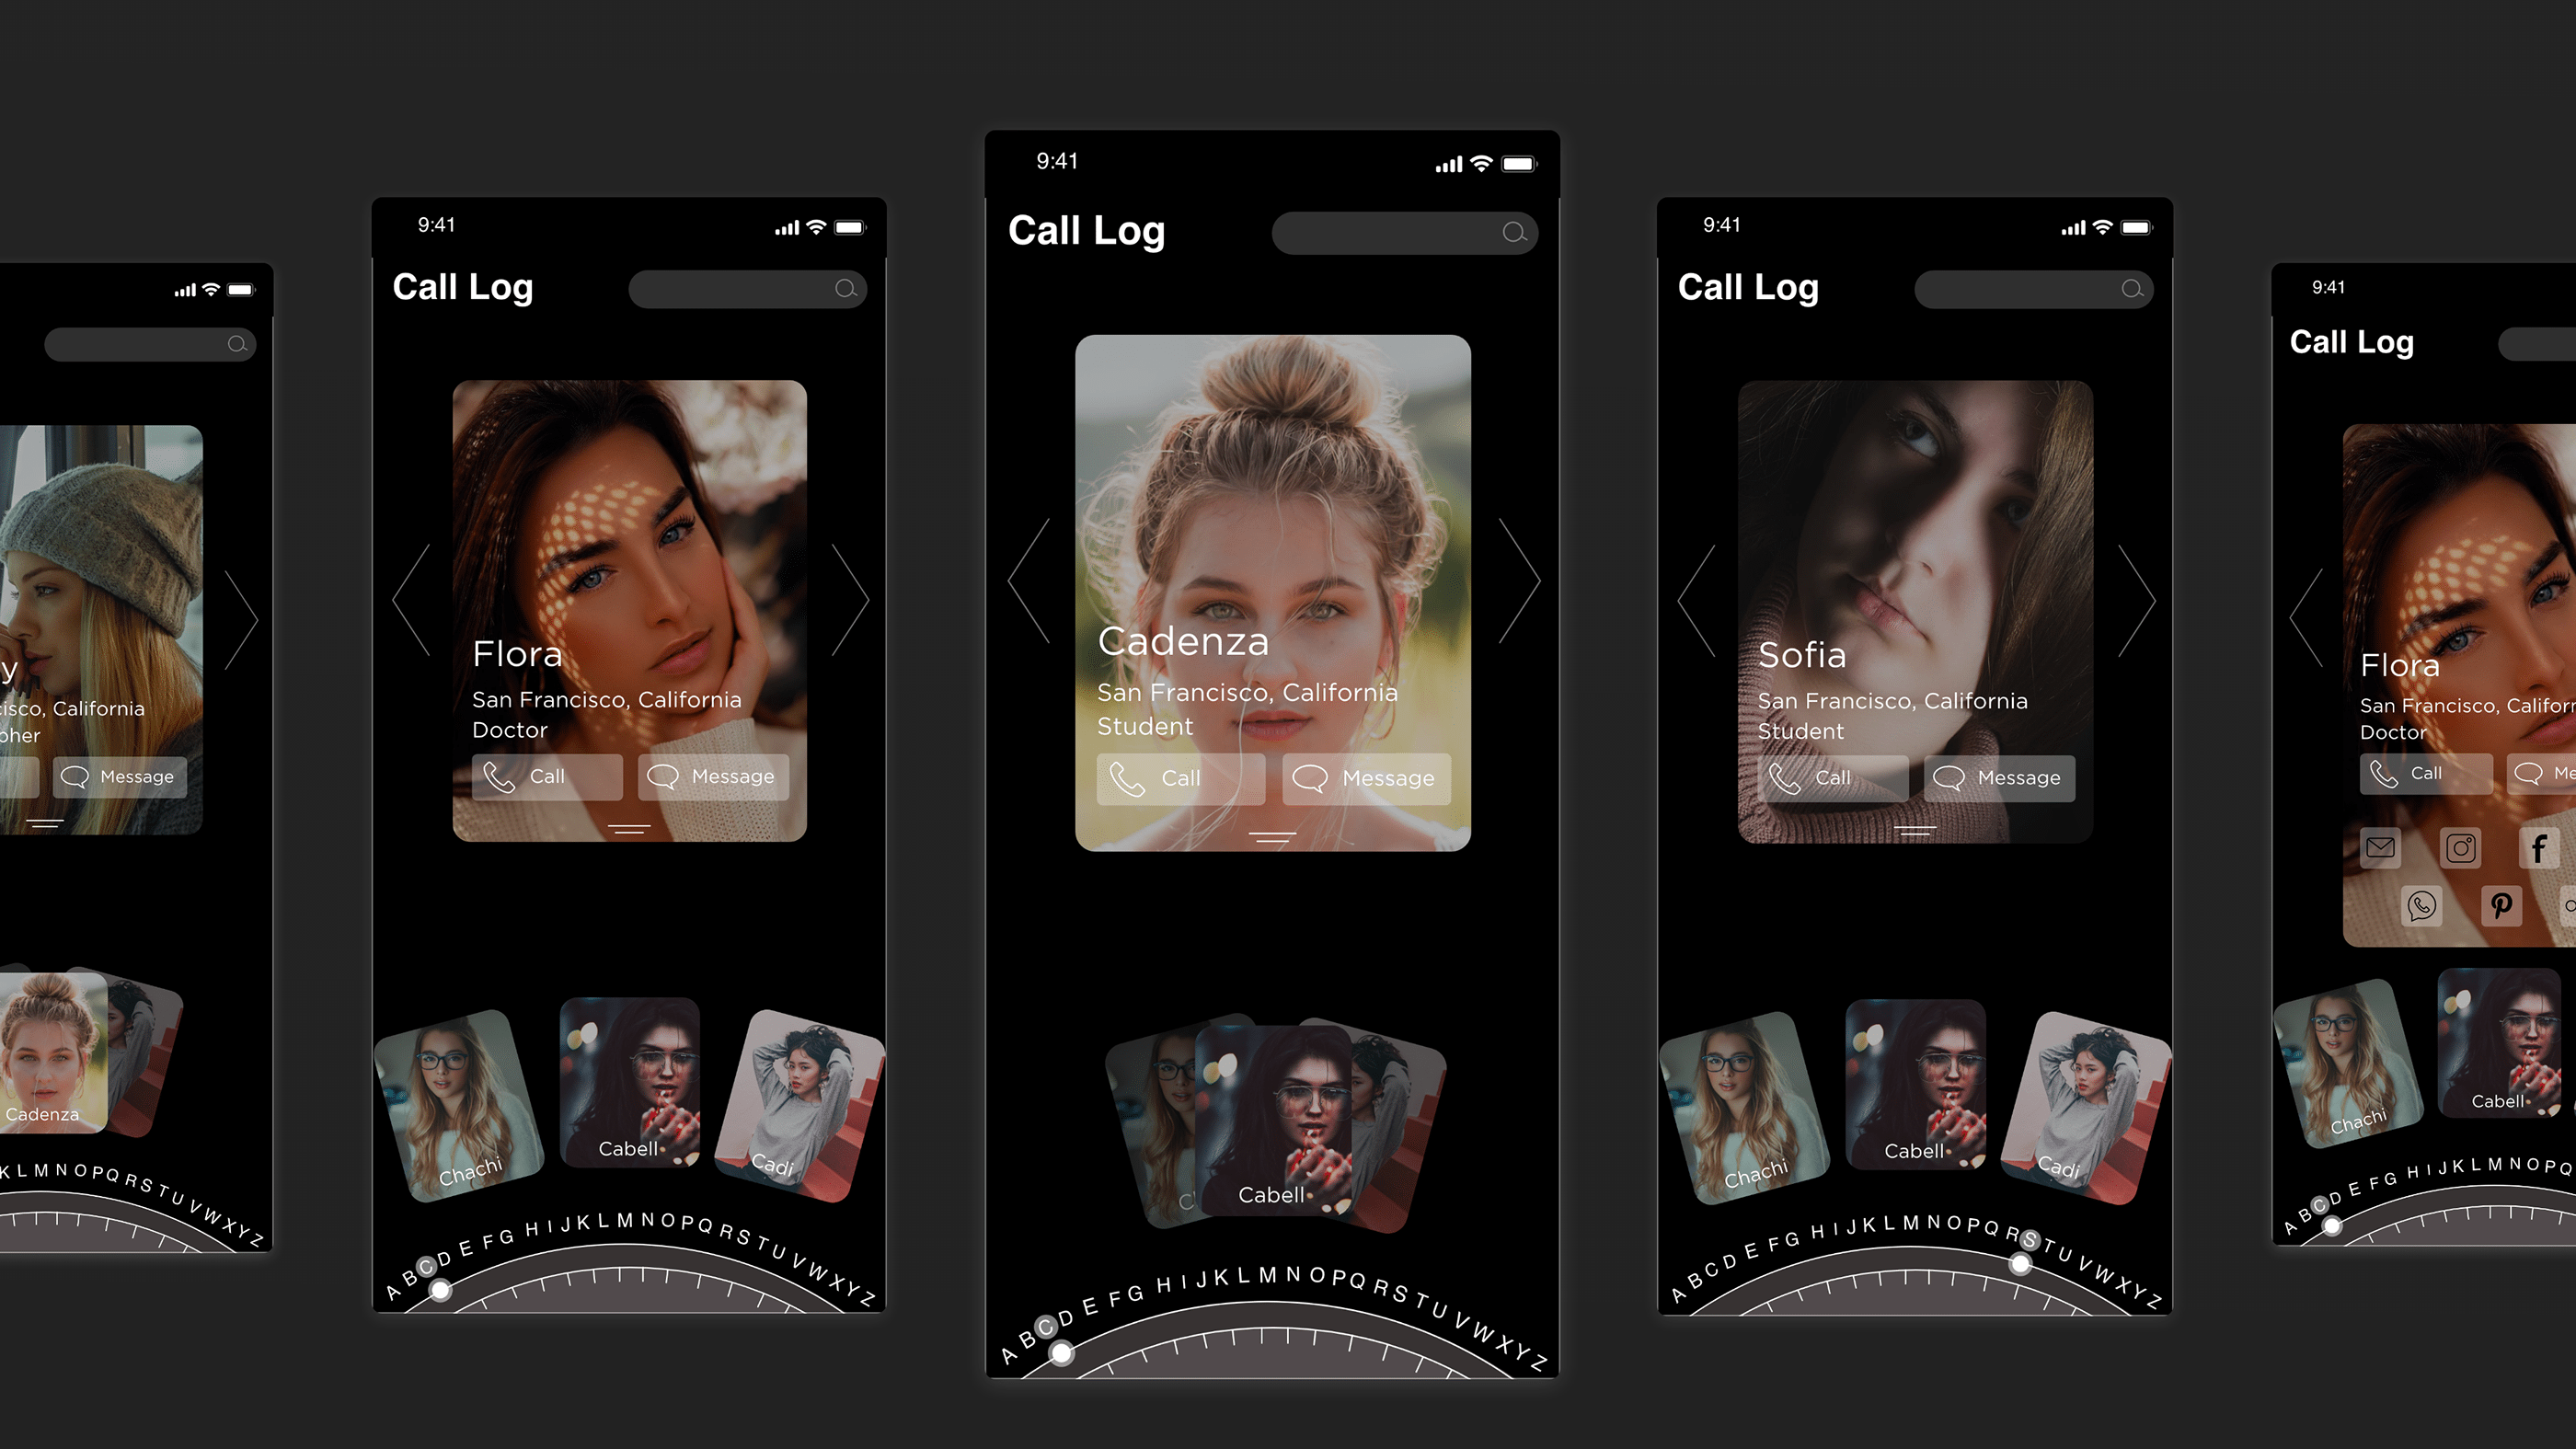 isco, California
Message
Cadenza
K L M N O P Q R S T U V W X Y Z
9:41
Call Log
Flora
San Francisco, California
Doctor
Call
Message
Chachi
Cabell
Cadi
A B C D E F G H I J K L M N O P Q R S T U V W X Y Z
9:41
Call Log
Cadenza
San Francisco, California
Student
Call
Message
Cabell
A B C D E F G H I J K L M N O P Q R S T U V W X Y Z
9:41
Call Log
Sofia
San Francisco, California
Student
Call
Message
Chachi
Cabell
Cadi
A B C D E F G H I J K L M N O P Q R S T U V W X Y Z
9:41
Call Log
Flora
San Francisco, Califor
Doctor
Call
Me
Chachi
Cabell
A B C D E F G H I J K L M N O P Q